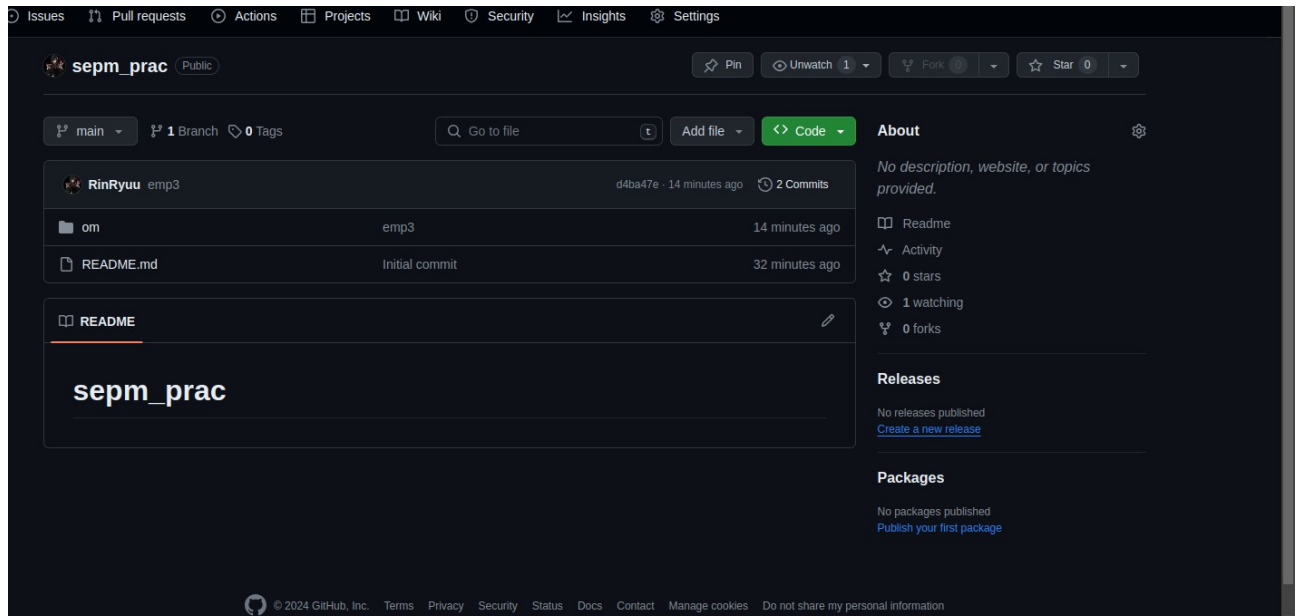 Issues Pull requests Actions Projects Wiki Security Insights Settings
sepm_prac Public Pin Unwatch 1 Fork 0 Star 0
main 1 Branch 0 Tags Go to file t Add file Code
About
No description, website, or topics
provided.
RinRyuu emp3 d4ba47e · 14 minutes ago 2 Commits
om emp3 14 minutes ago
README.md Initial commit 32 minutes ago
README
sepm_prac
Readme
Activity
0 stars
1 watching
0 forks
Releases
No releases published
Create a new release
Packages
No packages published
Publish your first package
© 2024 GitHub, Inc. Terms Privacy Security Status Docs Contact Manage cookies Do not share my personal information